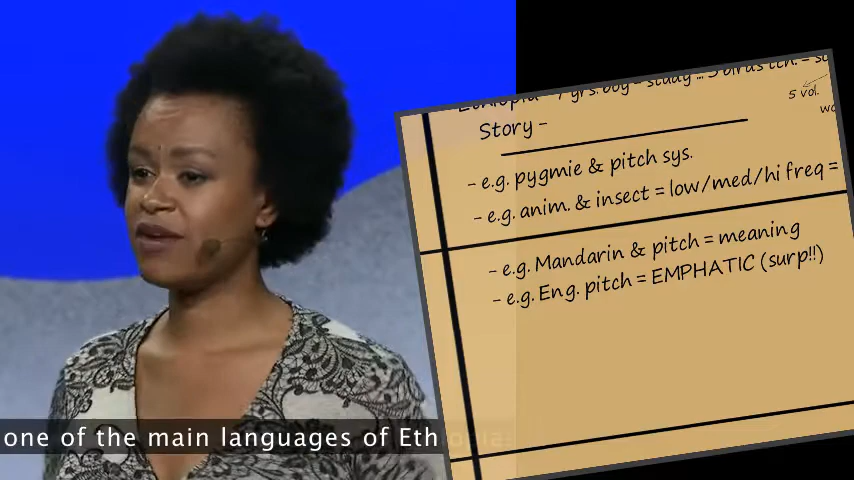 Story -
- e.g. pygmie & pitch sys.
- e.g. anim. & insect = low/med/hi freq =
- e.g. Mandarin & pitch = meaning
- e.g. Eng. pitch = EMPHATIC (surp!!)
5 vol.
one of the main languages of Ethiopia.